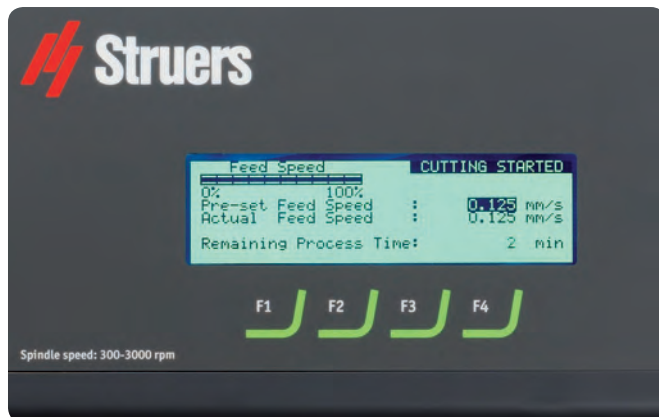 Struers
Feed Speed CUTTING STARTED
0% 100%
Pre-set Feed Speed : 0.125 mm/s
Actual Feed Speed : 0.125 mm/s
Remaining Process Time: 2 min
F1 F2 F3 F4
Spindle speed: 300-3000 rpm